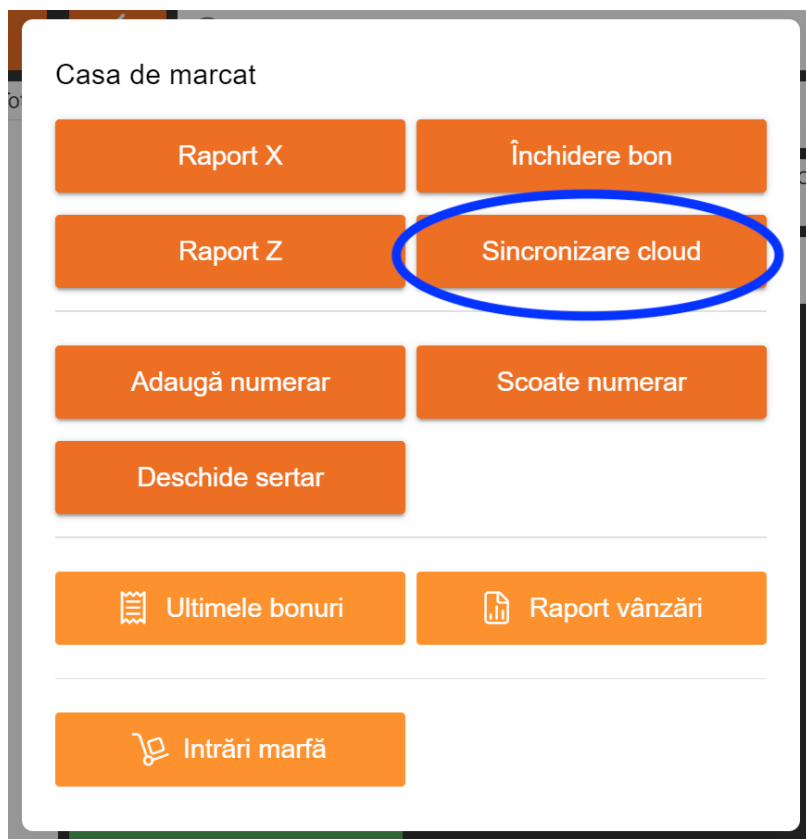 Casa de marcat
Raport X
Închidere bon
Raport Z
Sincronizare cloud
Adaugă numerar
Scoate numerar
Deschide sertar
Ultimele bonuri
Raport vânzări
Intrări marfă